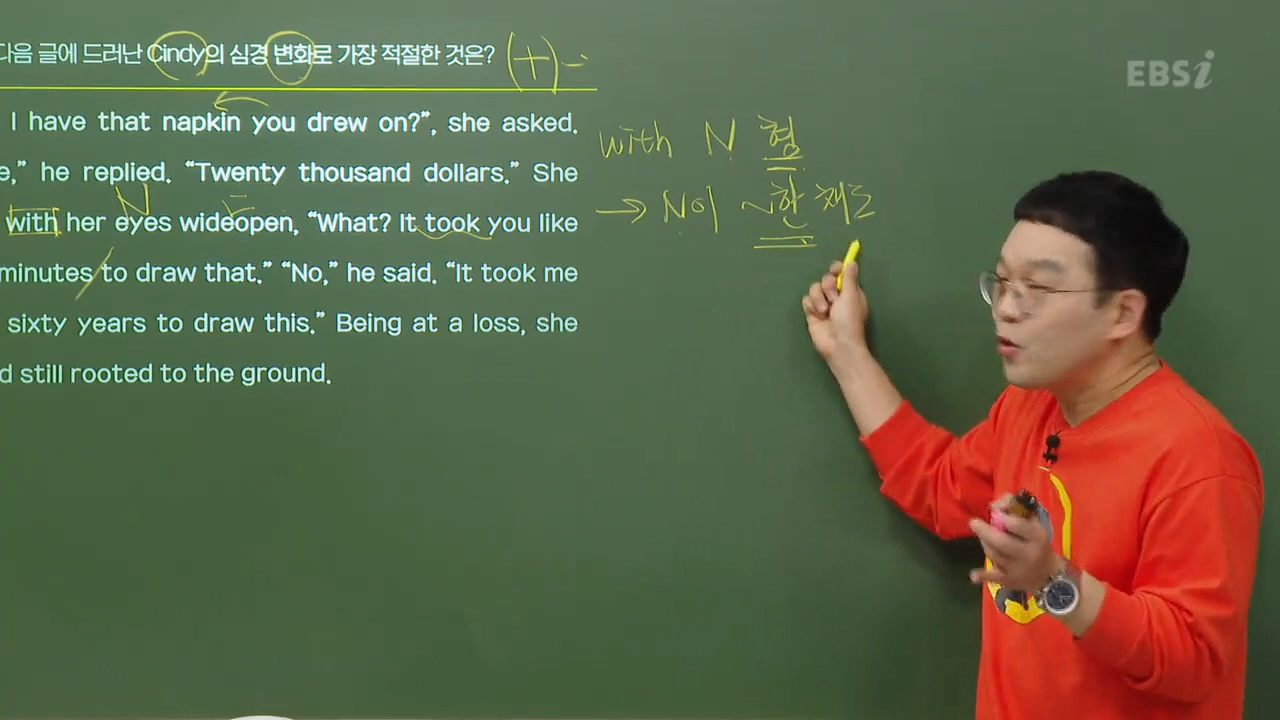 다음 글에 드러난 Cindy의 심경 변화로 가장 적절한 것은? (+) -
EBSi
I have that napkin you drew on?”, she asked.
e,” he replied. “Twenty thousand dollars.” She
with her eyes wideopen, “What? It took you like
minutes to draw that.” “No,” he said. “It took me
sixty years to draw this.” Being at a loss, she
d still rooted to the ground.
N
with N 형
→ N이 ~한 채로